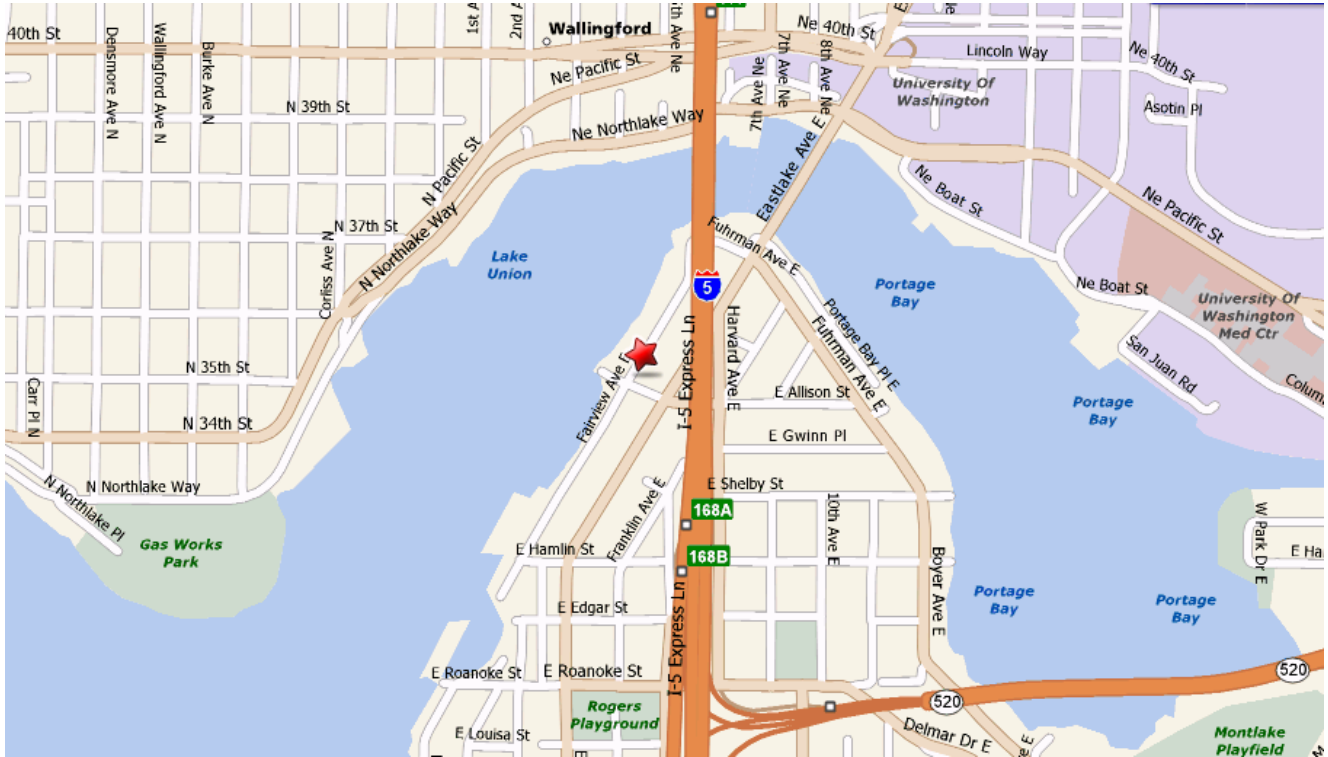 40th St
Densmore Ave N
Wallingford Ave N
Burke Ave N
1st A
2nd A
Wallingford
5th Ave Ne
Ne 40th St
7th Ave Ne
8th Ave Ne
Lincoln Way
Ne 40th St
Ne Pacific St
University Of
Washington
Asotin Pl
N 39th St
Ne Northlake Way
7th Ave Ne
N Pacific St
Eastlake Ave E
Ne Boat St
Ne Pacific St
N 37th St
N Northlake Way
Corliss Ave N
Lake
Union
Fuhrman Ave E
5
Portage
Bay
Ne Boat St
University Of
Washington
Med Ctr
Portage Bay Pl E
Fuhrman Ave E
Harvard Ave E
I-5 Express Ln
San Juan Rd
N 35th St
Carr Pl N
Fairview Ave E
E Allison St
Portage
Bay
Colum
N 34th St
E Gwinn Pl
N Northlake Way
N Northlake Pl
E Shelby St
168A
Franklin Ave E
10th Ave E
W Park Dr E
Gas Works
Park
E Hamlin St
168B
E Ha
Boyer Ave E
Portage
Bay
Portage
Bay
E Edgar St
I-5 Express Ln
E Roanoke St
E Roanoke St
520
520
Rogers
Playground
E Louisa St
Delmar Dr E
Montlake
Playfield